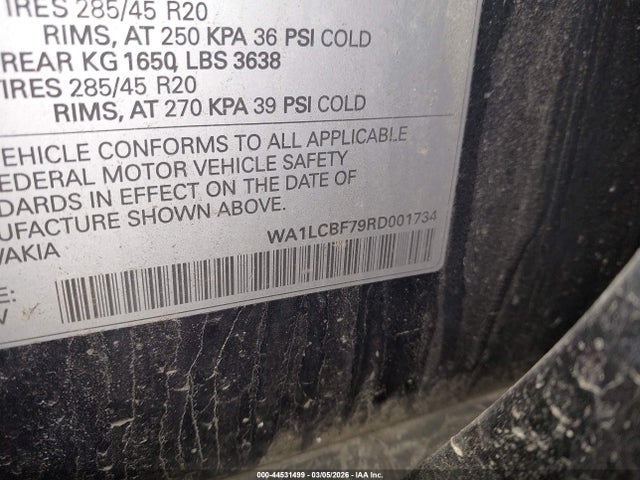 IRES 285/45 R20
RIMS, AT 250 KPA 36 PSI COLD
REAR KG 1650, LBS 3638
IRES 285/45 R20
RIMS, AT 270 KPA 39 PSI COLD
EHICLE CONFORMS TO ALL APPLICABLE
EDERAL MOTOR VEHICLE SAFETY
NDARDS IN EFFECT ON THE DATE OF
UFACTURE SHOWN ABOVE.
VAKIA
WA1LCBF79RD001734
E:
V
000-44531499 | 03/05/2026 | IAA Inc.